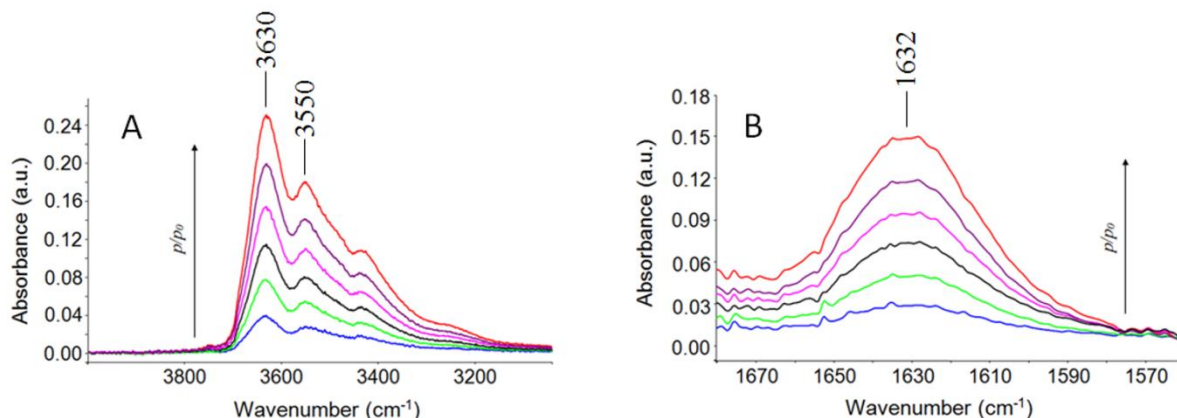 3630
3550
A
0.24
0.20
0.16
0.12
0.08
0.04
0.00
Absorbance (a.u.)
p/p₀
3800 3600 3400 3200
Wavenumber (cm⁻¹)
1632
B
0.18
0.15
0.12
0.09
0.06
0.03
0.00
Absorbance (a.u.)
p/p₀
1670 1650 1630 1610 1590 1570
Wavenumber (cm⁻¹)